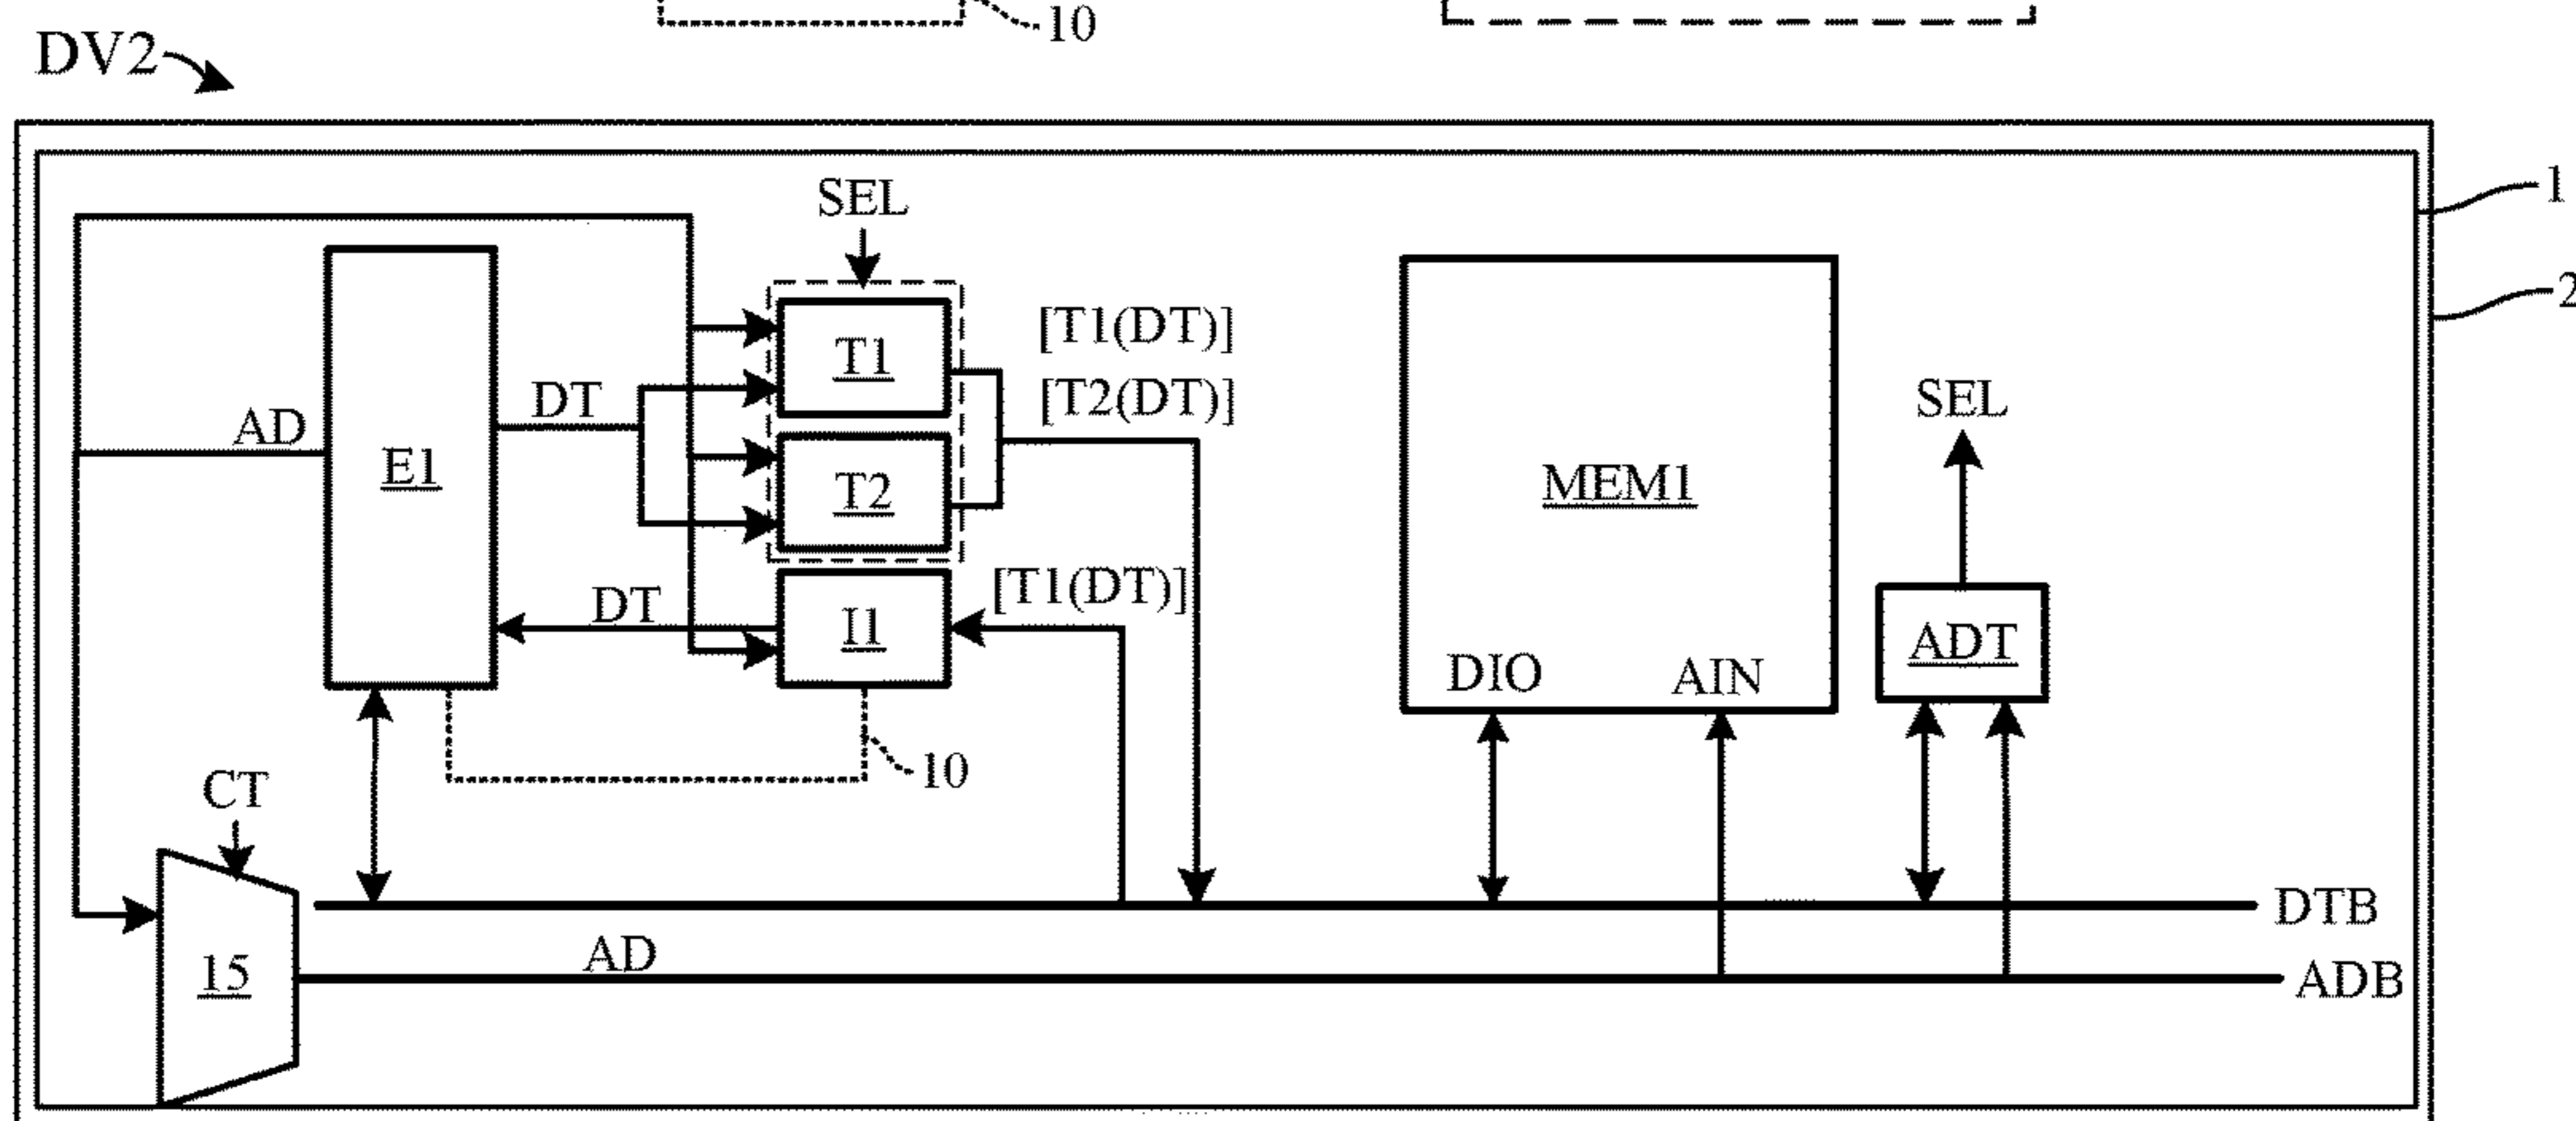 10
DV2
1
SEL
2
[T1(DT)]
T1
[T2(DT)]
SEL
DT
AD
E1
MEM1
T2
[T1(DT)]
DT
I1
ADT
DIO
AIN
10
CT
DTB
AD
15
ADB